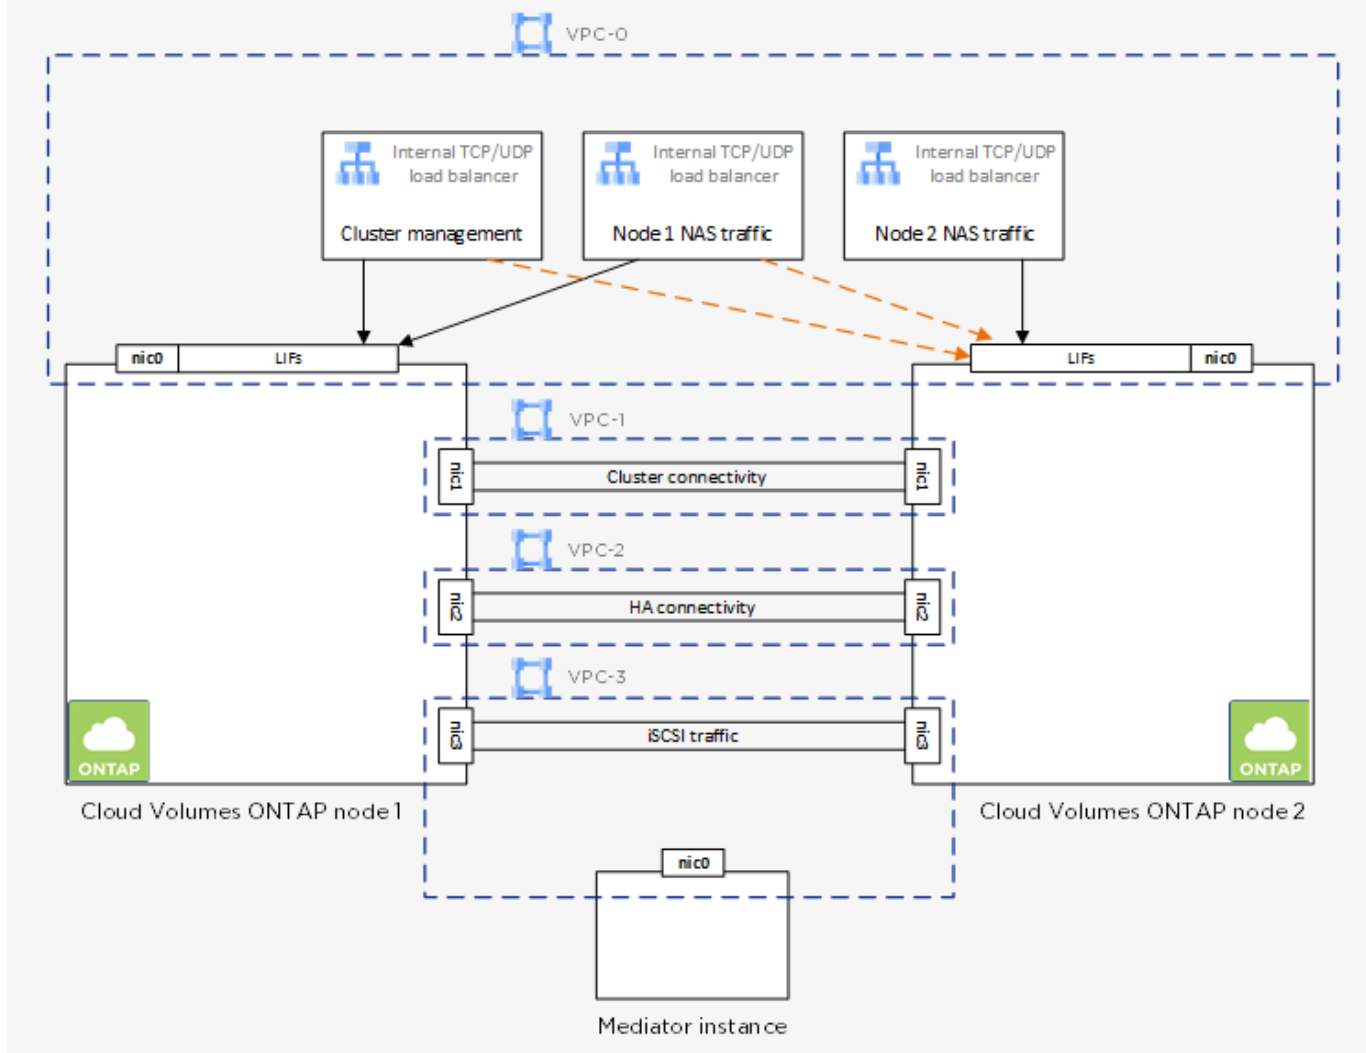 VPC-0
Internal TCP/UDP
load balancer
Cluster management
Internal TCP/UDP
load balancer
Node 1 NAS traffic
Internal TCP/UDP
load balancer
Node 2 NAS traffic
nic0
LIFs
LIFs
nic0
VPC-1
nic1
Cluster connectivity
nic1
VPC-2
nic2
HA connectivity
nic2
VPC-3
nic3
iSCSI traffic
nic3
ONTAP
ONTAP
Cloud Volumes ONTAP node 1
Cloud Volumes ONTAP node 2
nic0
Mediator instance